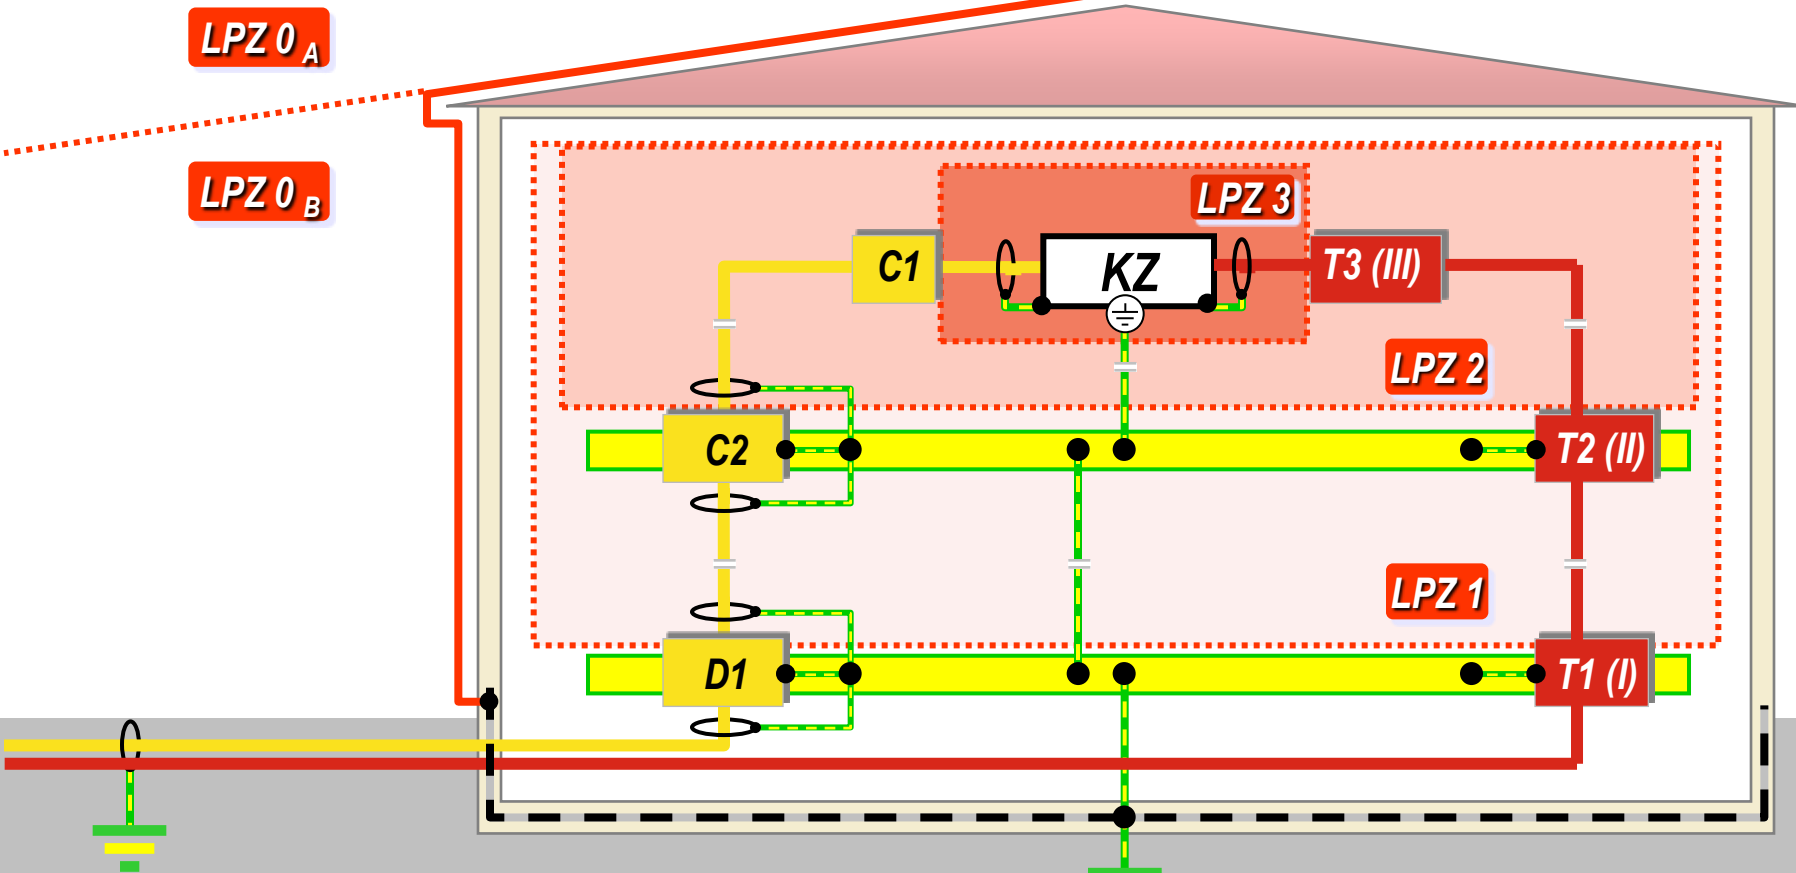 LPZ 0 A
LPZ 0 B
LPZ 3
C1
KZ
T3 (III)
LPZ 2
C2
T2 (II)
LPZ 1
D1
T1 (I)